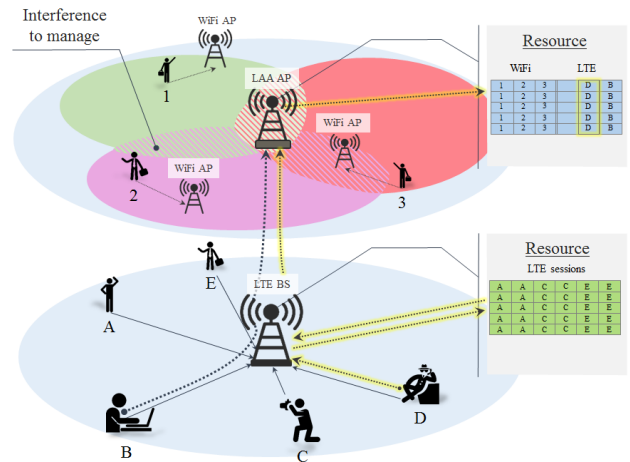 Interference
to manage
WiFi AP
1
LAA AP
WiFi AP
WiFi AP
2
3
Resource
WiFi LTE
1 2 3 D B
1 2 3 D B
1 2 3 D B
1 2 3 D B
1 2 3 D B
E
LTE BS
A
B
C
D
Resource
LTE sessions
A A C C E E
A A C C E E
A A C C E E
A A C C E E
A A C C E E